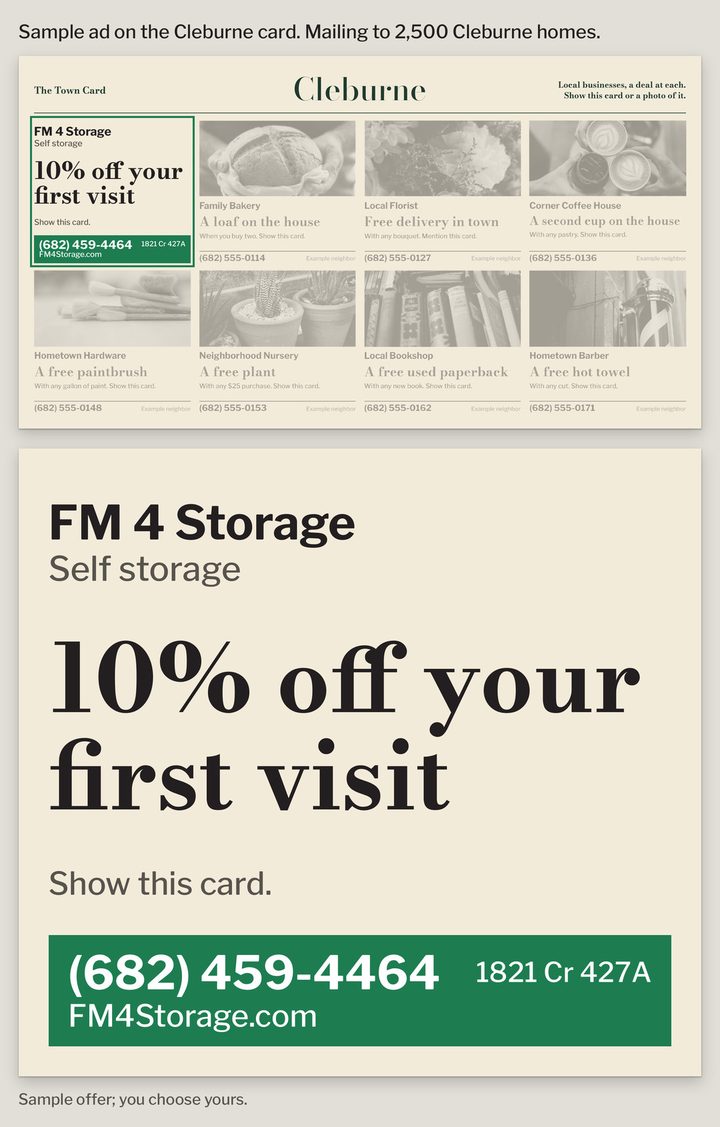 Sample ad on the Cleburne card. Mailing to 2,500 Cleburne homes.
The Town Card
Cleburne
Local businesses, a deal at each.
Show this card or a photo of it.
FM 4 Storage
Self storage
10% off your
first visit
Show this card.
(682) 459-4464
1821 Cr 427A
FM4Storage.com
Family Bakery
A loaf on the house
When you buy two. Show this card.
(682) 555-0114
Example neighbor
Local Florist
Free delivery in town
With any bouquet. Mention this card.
(682) 555-0127
Example neighbor
Corner Coffee House
A second cup on the house
With any pastry. Show this card.
(682) 555-0136
Example neighbor
Hometown Hardware
A free paintbrush
With any gallon of paint. Show this card.
(682) 555-0148
Example neighbor
Neighborhood Nursery
A free plant
With any $25 purchase. Show this card.
(682) 555-0153
Example neighbor
Local Bookshop
A free used paperback
With any new book. Show this card.
(682) 555-0162
Example neighbor
Hometown Barber
A free hot towel
With any cut. Show this card.
(682) 555-0171
Example neighbor
FM 4 Storage
Self storage
10% off your
first visit
Show this card.
(682) 459-4464
1821 Cr 427A
FM4Storage.com
Sample offer; you choose yours.